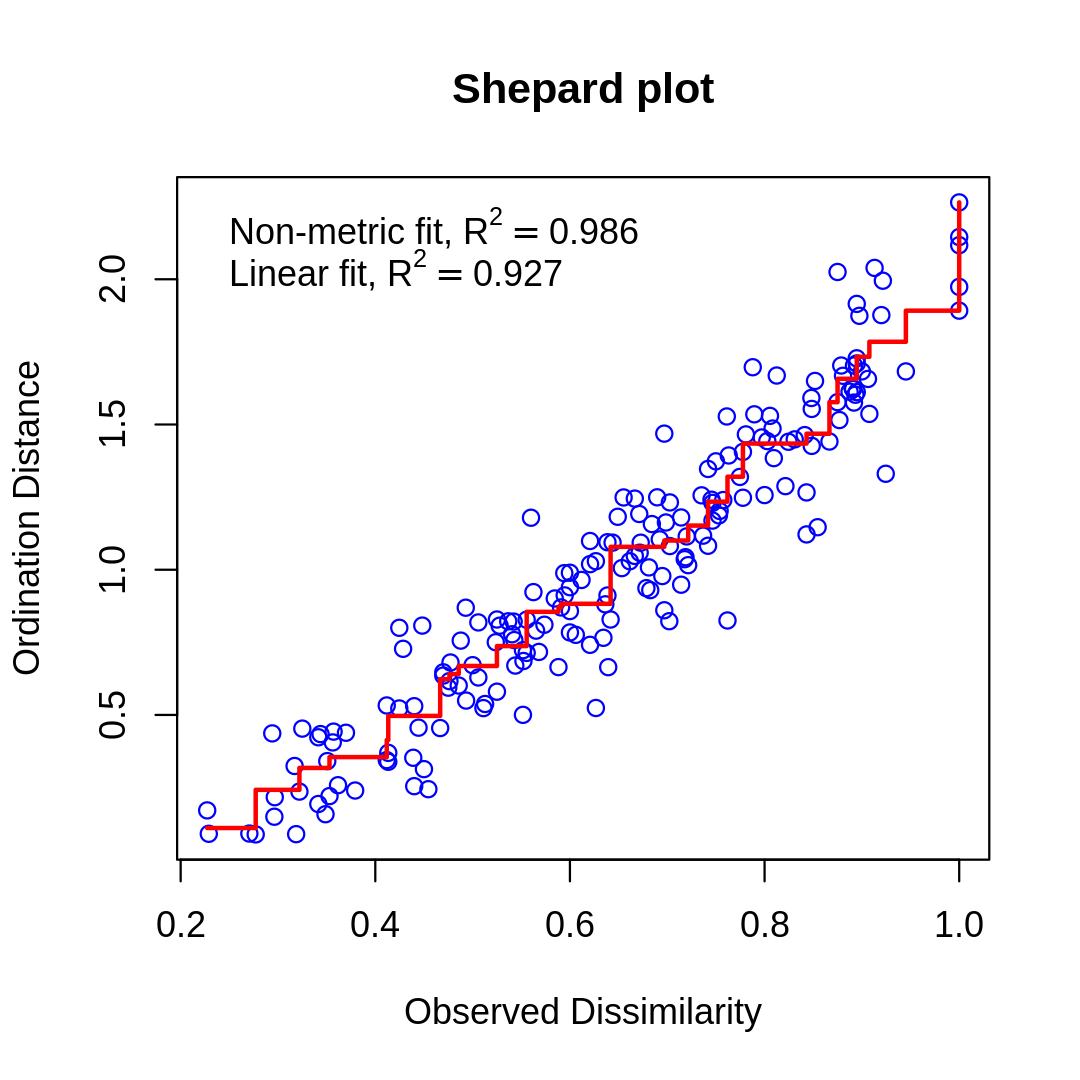 Shepard plot
Non-metric fit, R² = 0.986
Linear fit, R² = 0.927
Ordination Distance
2.0
1.5
1.0
0.5
0.2 0.4 0.6 0.8 1.0
Observed Dissimilarity